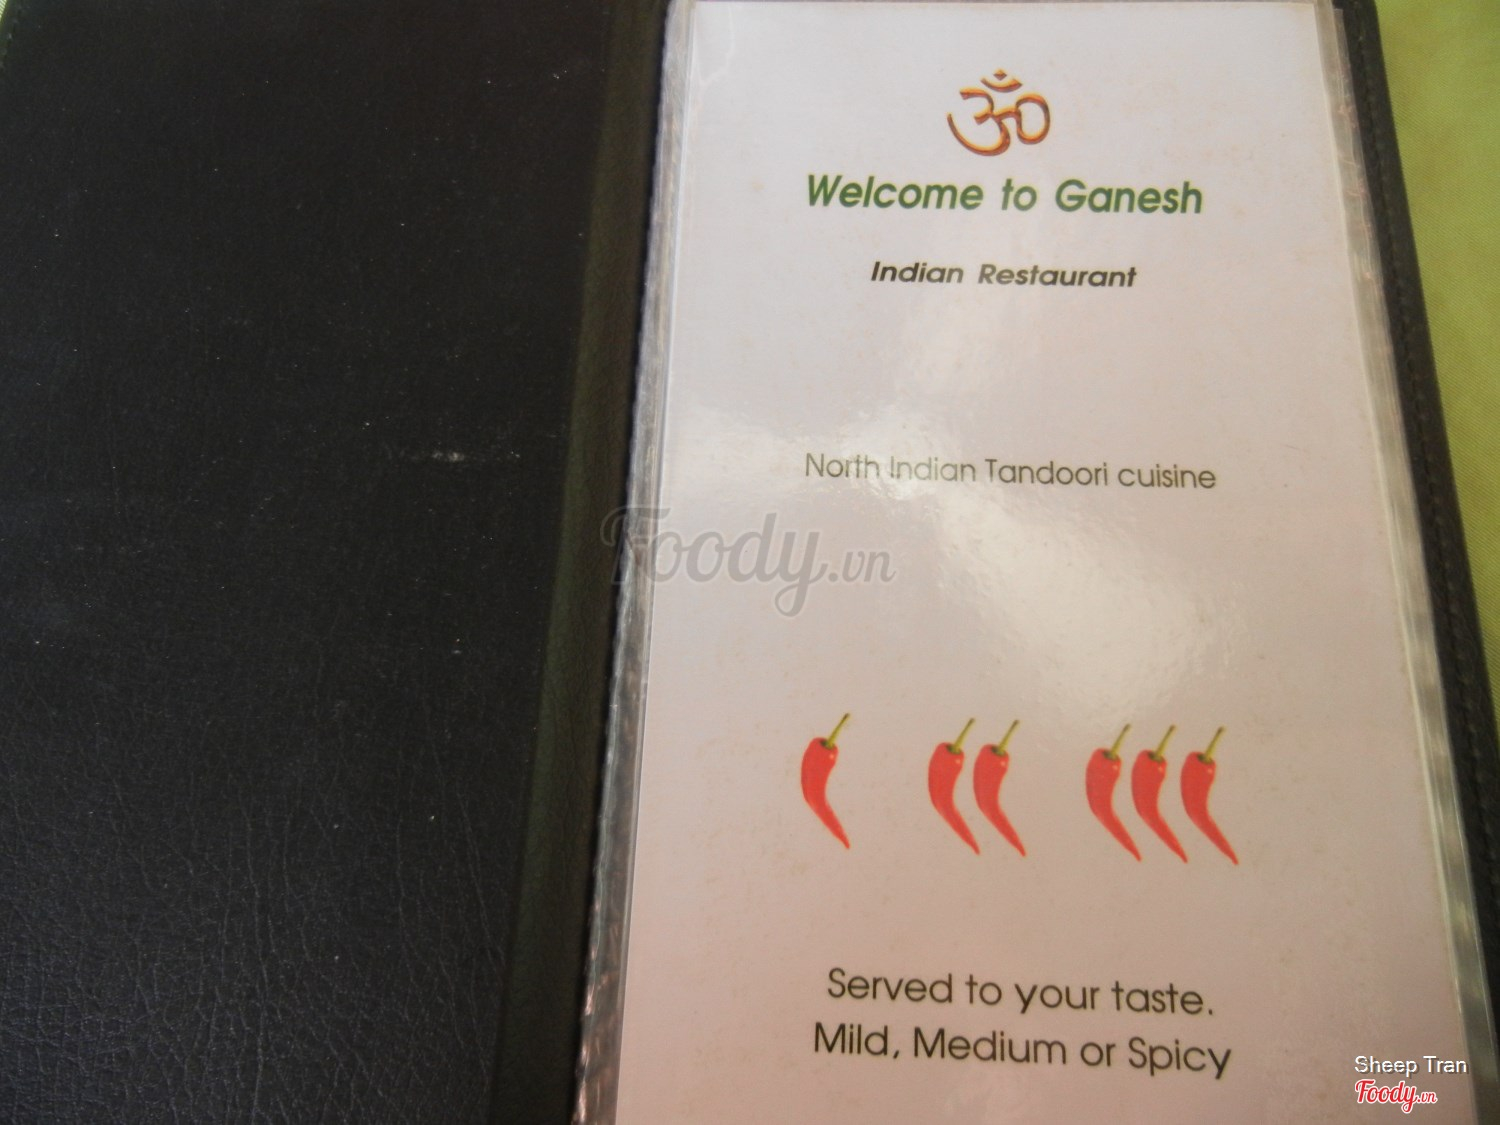 ॐ
Welcome to Ganesh
Indian Restaurant
North Indian Tandoori cuisine
Foody.vn
Served to your taste.
Mild, Medium or Spicy
Sheep Tran
Foody.vn